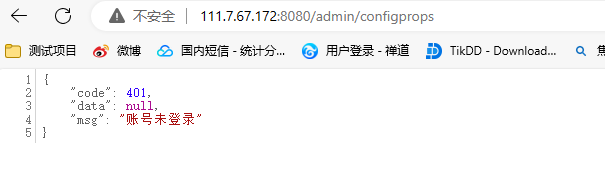 不安全 111.7.67.172:8080/admin/configprops
测试项目 微博 国内短信 - 统计分... 用户登录 - 禅道 TikDD - Download...
1 {
2 "code": 401,
3 "data": null,
4 "msg": "账号未登录"
5 }